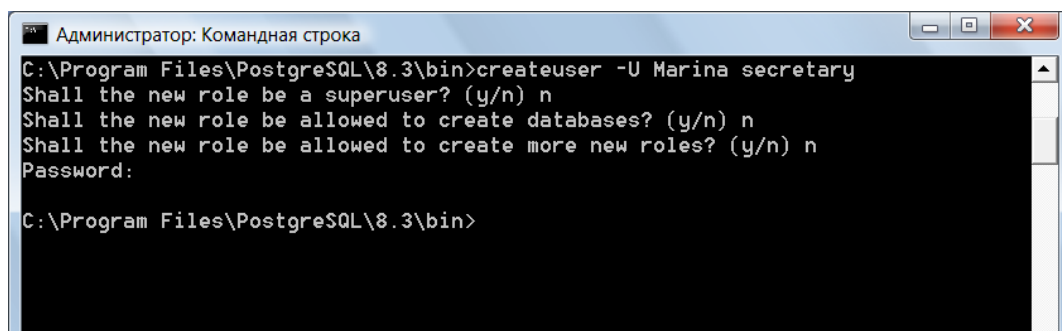 Администратор: Командная строка
C:\Program Files\PostgreSQL\8.3\bin>createuser -U Marina secretary
Shall the new role be a superuser? (y/n) n
Shall the new role be allowed to create databases? (y/n) n
Shall the new role be allowed to create more new roles? (y/n) n
Password:
C:\Program Files\PostgreSQL\8.3\bin>